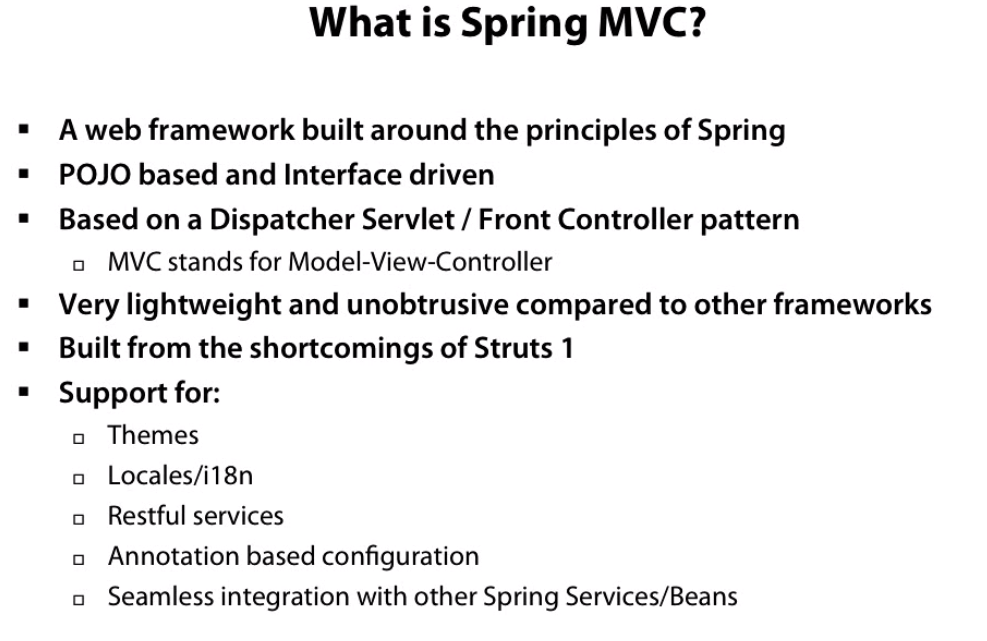 What is Spring MVC?
▪ A web framework built around the principles of Spring
▪ POJO based and Interface driven
▪ Based on a Dispatcher Servlet / Front Controller pattern
▫ MVC stands for Model-View-Controller
▪ Very lightweight and unobtrusive compared to other frameworks
▪ Built from the shortcomings of Struts 1
▪ Support for:
▫ Themes
▫ Locales/i18n
▫ Restful services
▫ Annotation based configuration
▫ Seamless integration with other Spring Services/Beans